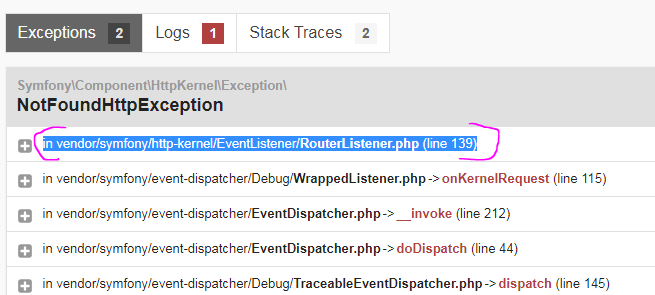 Exceptions 2 Logs 1 Stack Traces 2
Symfony\Component\HttpKernel\Exception\
NotFoundHttpException
in vendor/symfony/http-kernel/EventListener/RouterListener.php (line 139)
in vendor/symfony/event-dispatcher/Debug/WrappedListener.php->onKernelRequest (line 115)
in vendor/symfony/event-dispatcher/EventDispatcher.php->__invoke (line 212)
in vendor/symfony/event-dispatcher/EventDispatcher.php->doDispatch (line 44)
in vendor/symfony/event-dispatcher/Debug/TraceableEventDispatcher.php->dispatch (line 145)